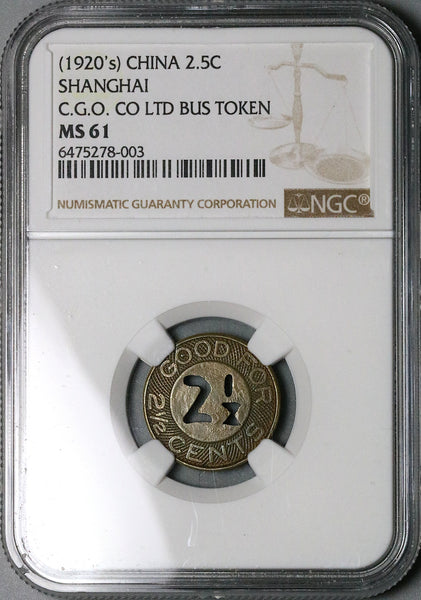 (1920's) CHINA 2.5C
SHANGHAI
C.G.O. CO LTD BUS TOKEN
MS 61
6475278-003
NUMISMATIC GUARANTY CORPORATION
NGC®
GOOD FOR
2½
2½ CENTS